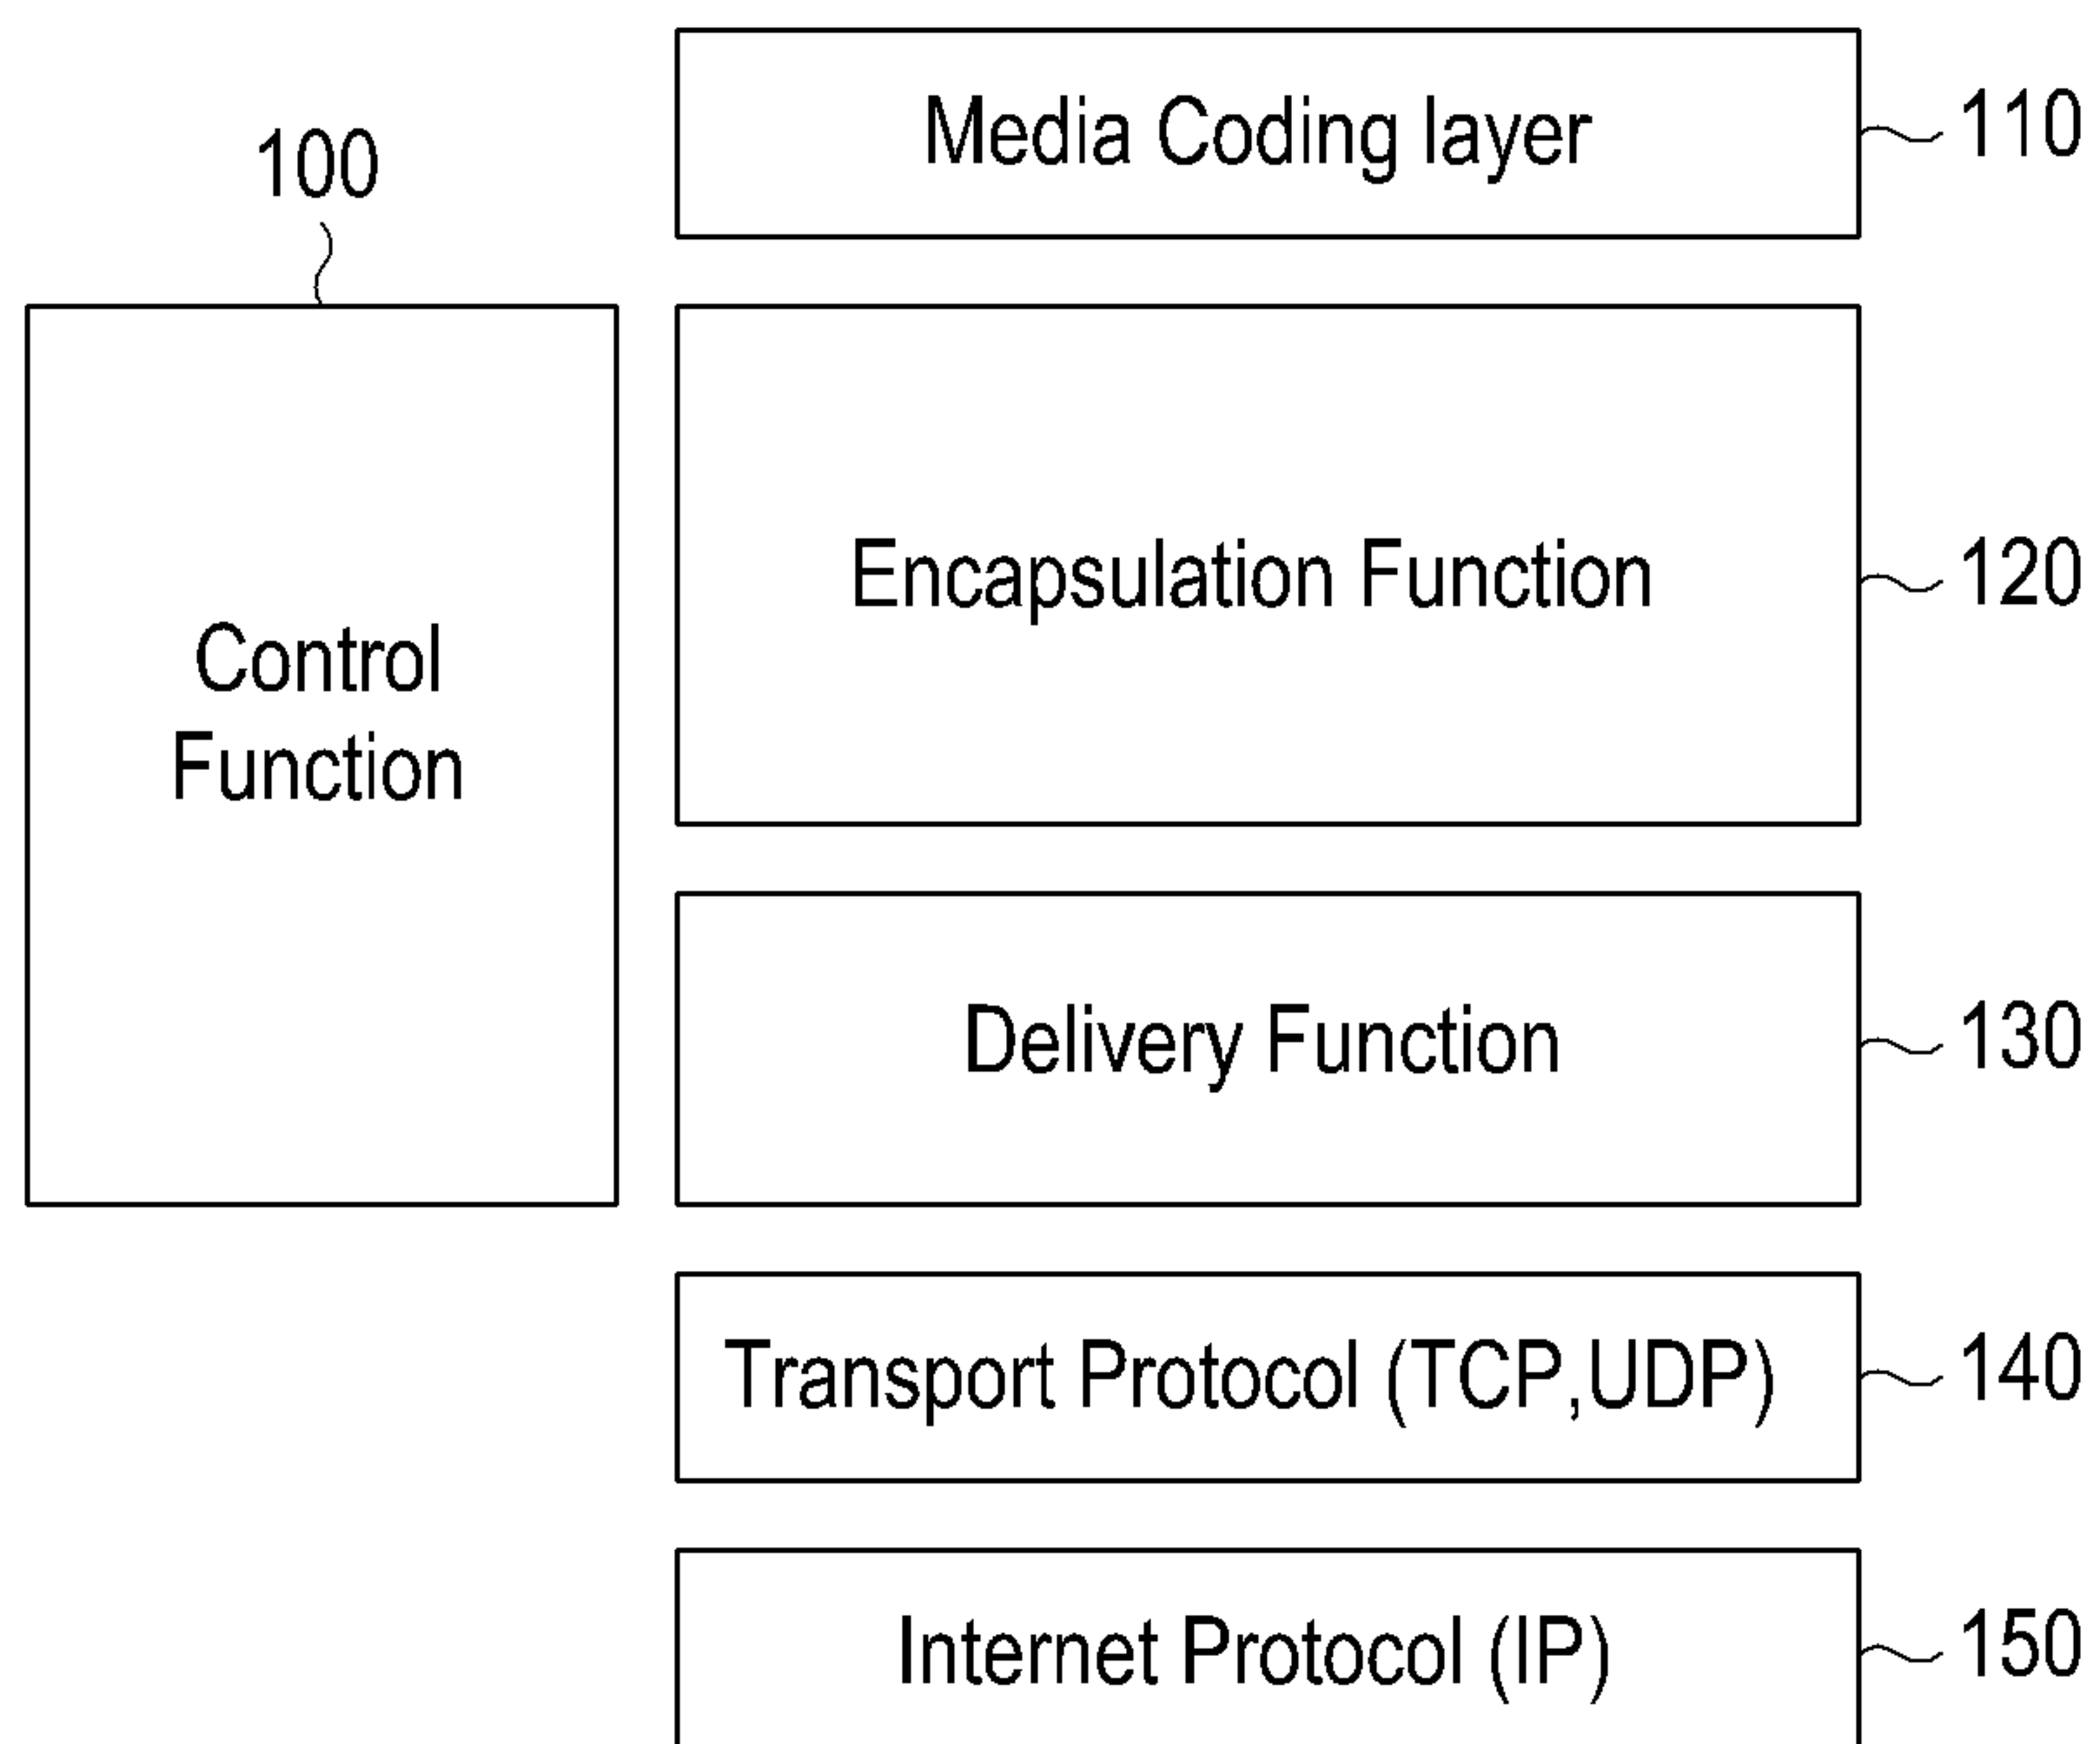 Media Coding layer
110
100
Control
Function
Encapsulation Function
120
Delivery Function
130
Transport Protocol (TCP,UDP)
140
Internet Protocol (IP)
150